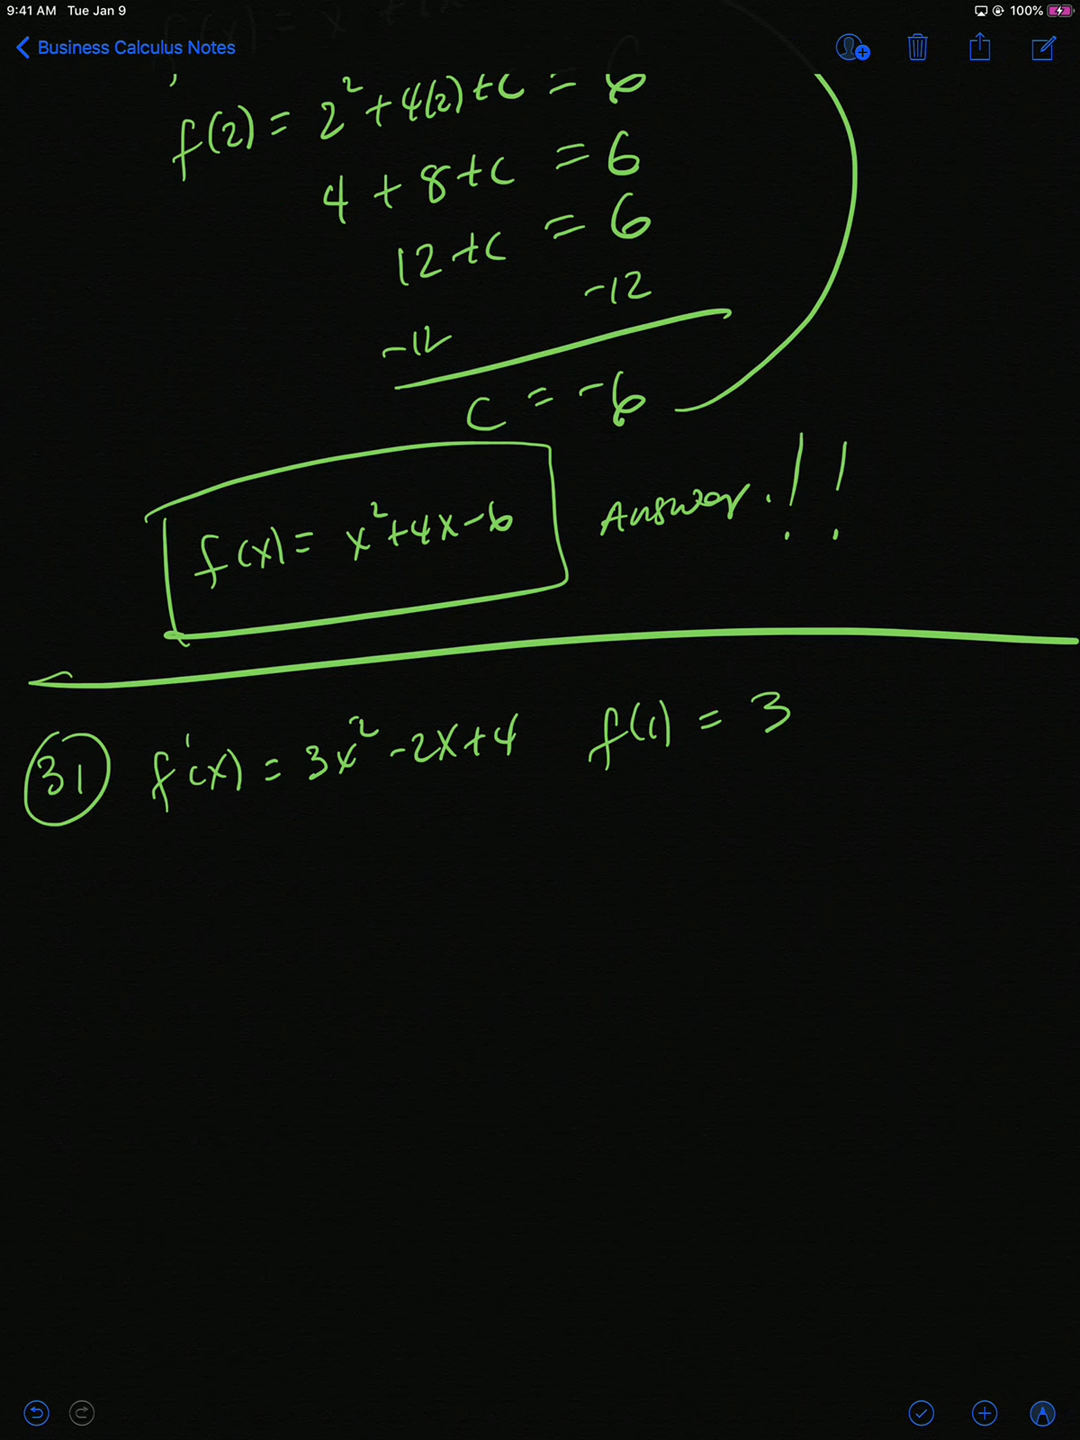 9:41 AM Tue Jan 9
100%
Business Calculus Notes
f(2) = 2² + 4(2) + c = 6
4 + 8 + c = 6
12 + c = 6
-12
-12
c = -6
f(x) = x² + 4x - 6
Answer. !!
31 f'(x) = 3x² - 2x + 4 f(1) = 3